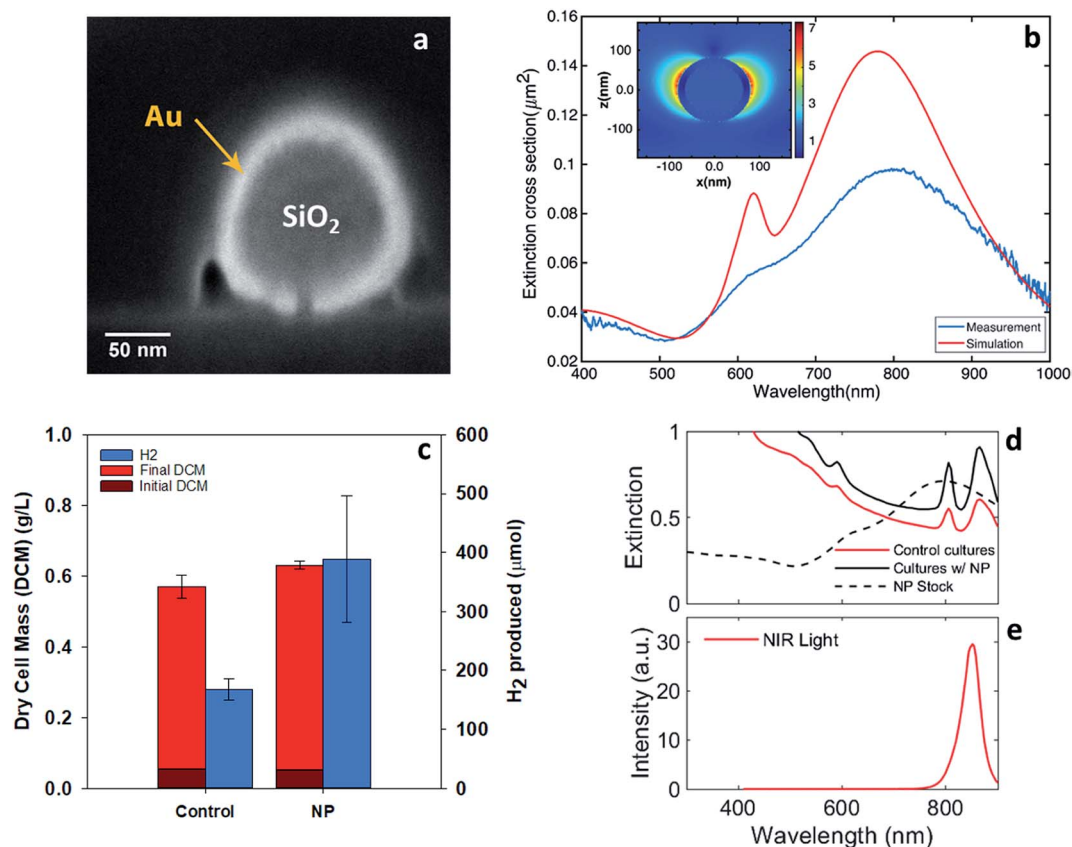 a
Au
SiO2
50 nm
b
Extinction cross section(μm²)
0.16
0.14
0.12
0.1
0.08
0.06
0.04
0.02
400
500
600
700
800
900
1000
Wavelength(nm)
Measurement
Simulation
z(nm)
100
0.0
-100
-100
0.0
100
x(nm)
7
5
3
1
c
H2
Final DCM
Initial DCM
Dry Cell Mass (DCM) (g/L)
1.0
0.8
0.6
0.4
0.2
0.0
Control
NP
600
500
400
300
200
100
0
H2 produced (μmol)
d
Extinction
1
0.5
0
Control cultures
Cultures w/ NP
NP Stock
e
NIR Light
Intensity (a.u.)
30
20
10
0
400
600
800
Wavelength (nm)